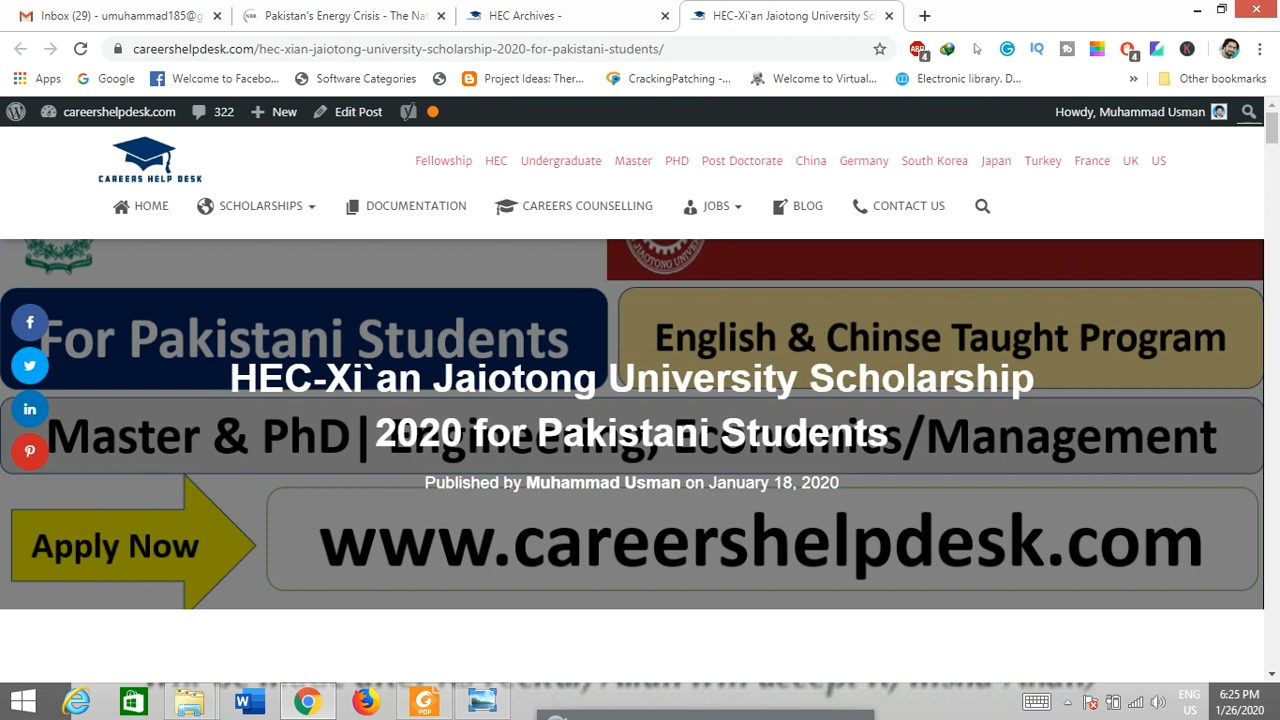 Inbox (29) - umuhammad185@g
Pakistan's Energy Crisis - The Nat
HEC Archives -
HEC-Xi`an Jaiotong University Sc
careershelpdesk.com/hec-xian-jaiotong-university-scholarship-2020-for-pakistani-students/
Apps
Google
Welcome to Facebo...
Software Categories
Project Ideas: Ther...
CrackingPatching -...
Welcome to Virtual...
Electronic library. D...
Other bookmarks
careershelpdesk.com
322
New
Edit Post
Howdy, Muhammad Usman
CAREERS HELP DESK
Fellowship HEC Undergraduate Master PHD Post Doctorate China Germany South Korea Japan Turkey France UK US
HOME SCHOLARSHIPS DOCUMENTATION CAREERS COUNSELLING JOBS BLOG CONTACT US
For Pakistani Students
English & Chinse Taught Program
HEC-Xi`an Jaiotong University Scholarship
2020 for Pakistani Students
Master & PhD| Engineering, Economics/Management
Published by Muhammad Usman on January 18, 2020
Apply Now
www.careershelpdesk.com
ENG
US
6:25 PM
1/26/2020